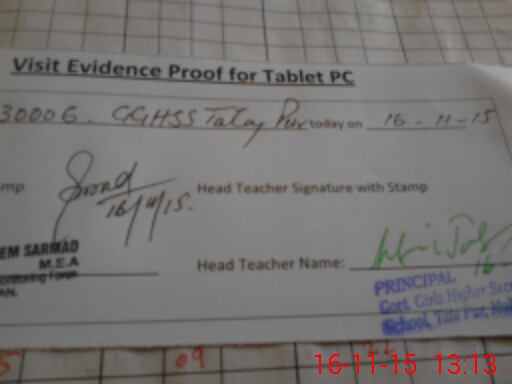 Visit Evidence Proof for Tablet PC
30006. GGHSS Talay Pur today on 16-11-15
mp
16/11/15.
Head Teacher Signature with Stamp
EM SARMAD
M.E.A
Head Teacher Name:
16
PRINCIPAL
Govt. Girls Higher Sec
School, Tala Pur,
09
16-11-15 13:13